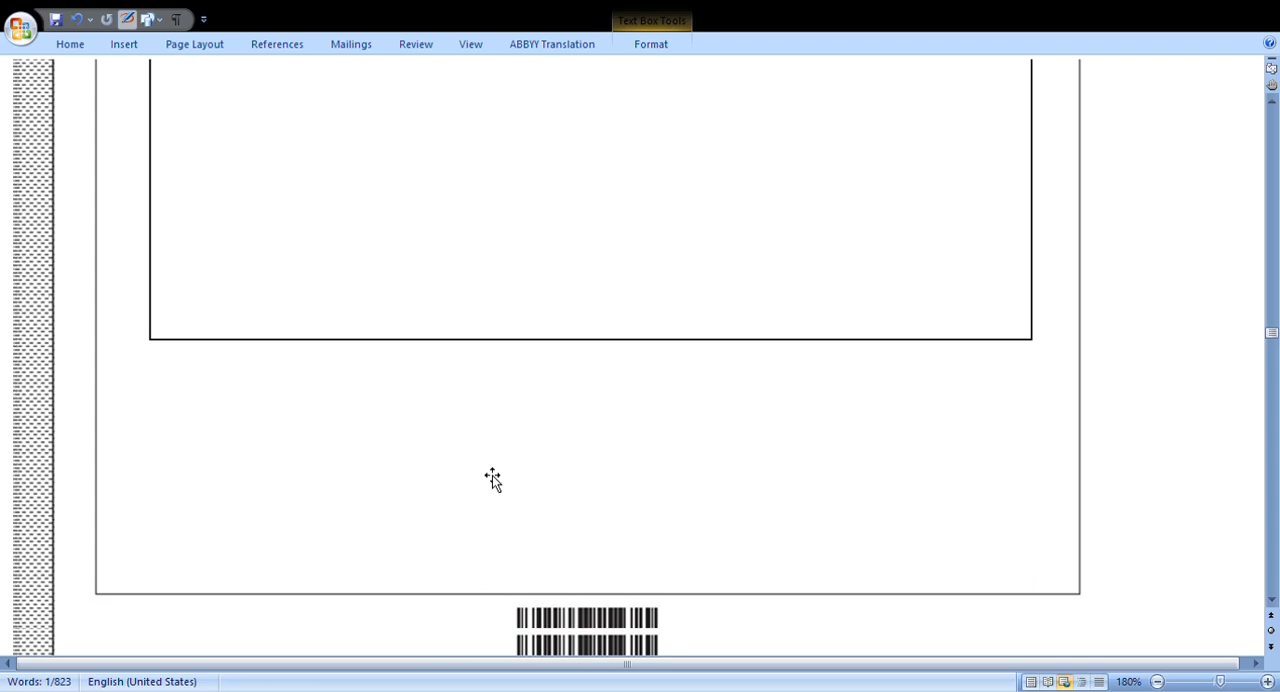 Text Box Tools
Home Insert Page Layout References Mailings Review View ABBYY Translation Format
Words: 1/823 English (United States) 180%